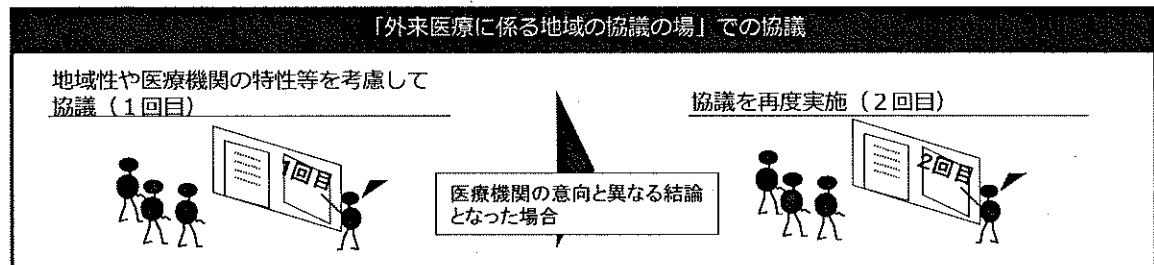 「外来医療に係る地域の協議の場」での協議
地域性や医療機関の特性等を考慮して
協議（1回目）
1回目
医療機関の意向と異なる結論
となった場合
協議を再度実施（2回目）
2回目